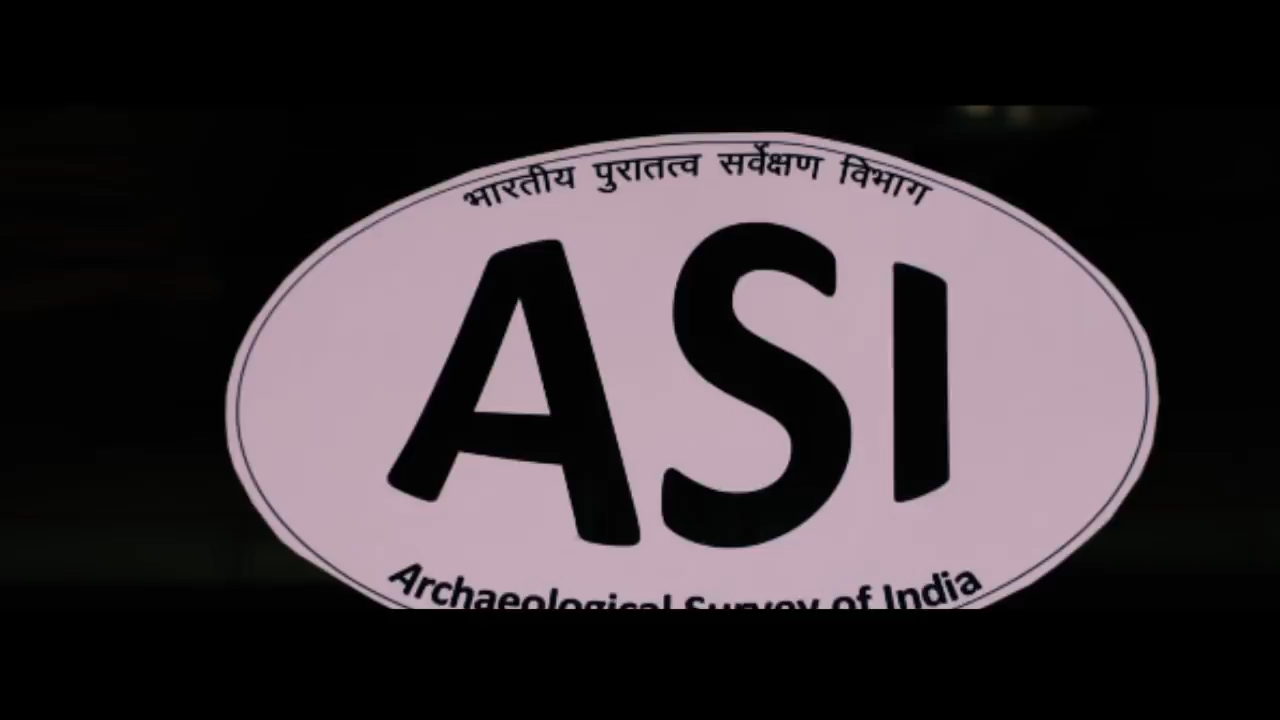 भारतीय पुरातत्व सर्वेक्षण विभाग
ASI
Archaeological Survey of India